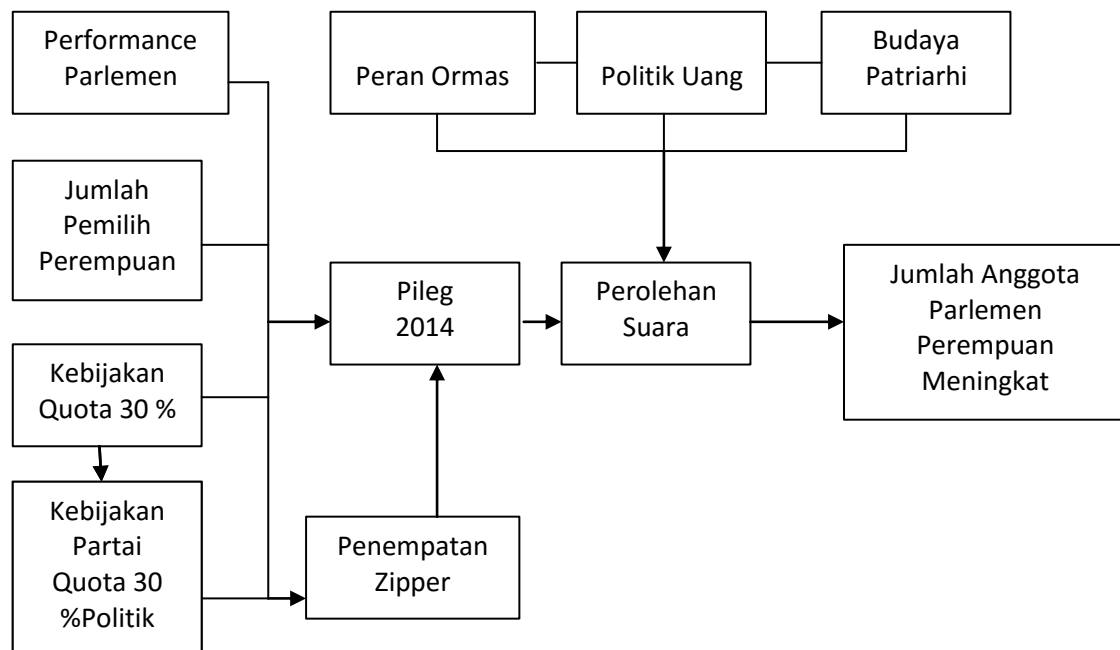 Performance
Parlemen
Peran Ormas
Politik Uang
Budaya
Patriarhi
Jumlah
Pemilih
Perempuan
Pileg
2014
Perolehan
Suara
Jumlah Anggota
Parlemen
Perempuan
Meningkat
Kebijakan
Quota 30 %
Kebijakan
Partai
Quota 30
%Politik
Penempatan
Zipper